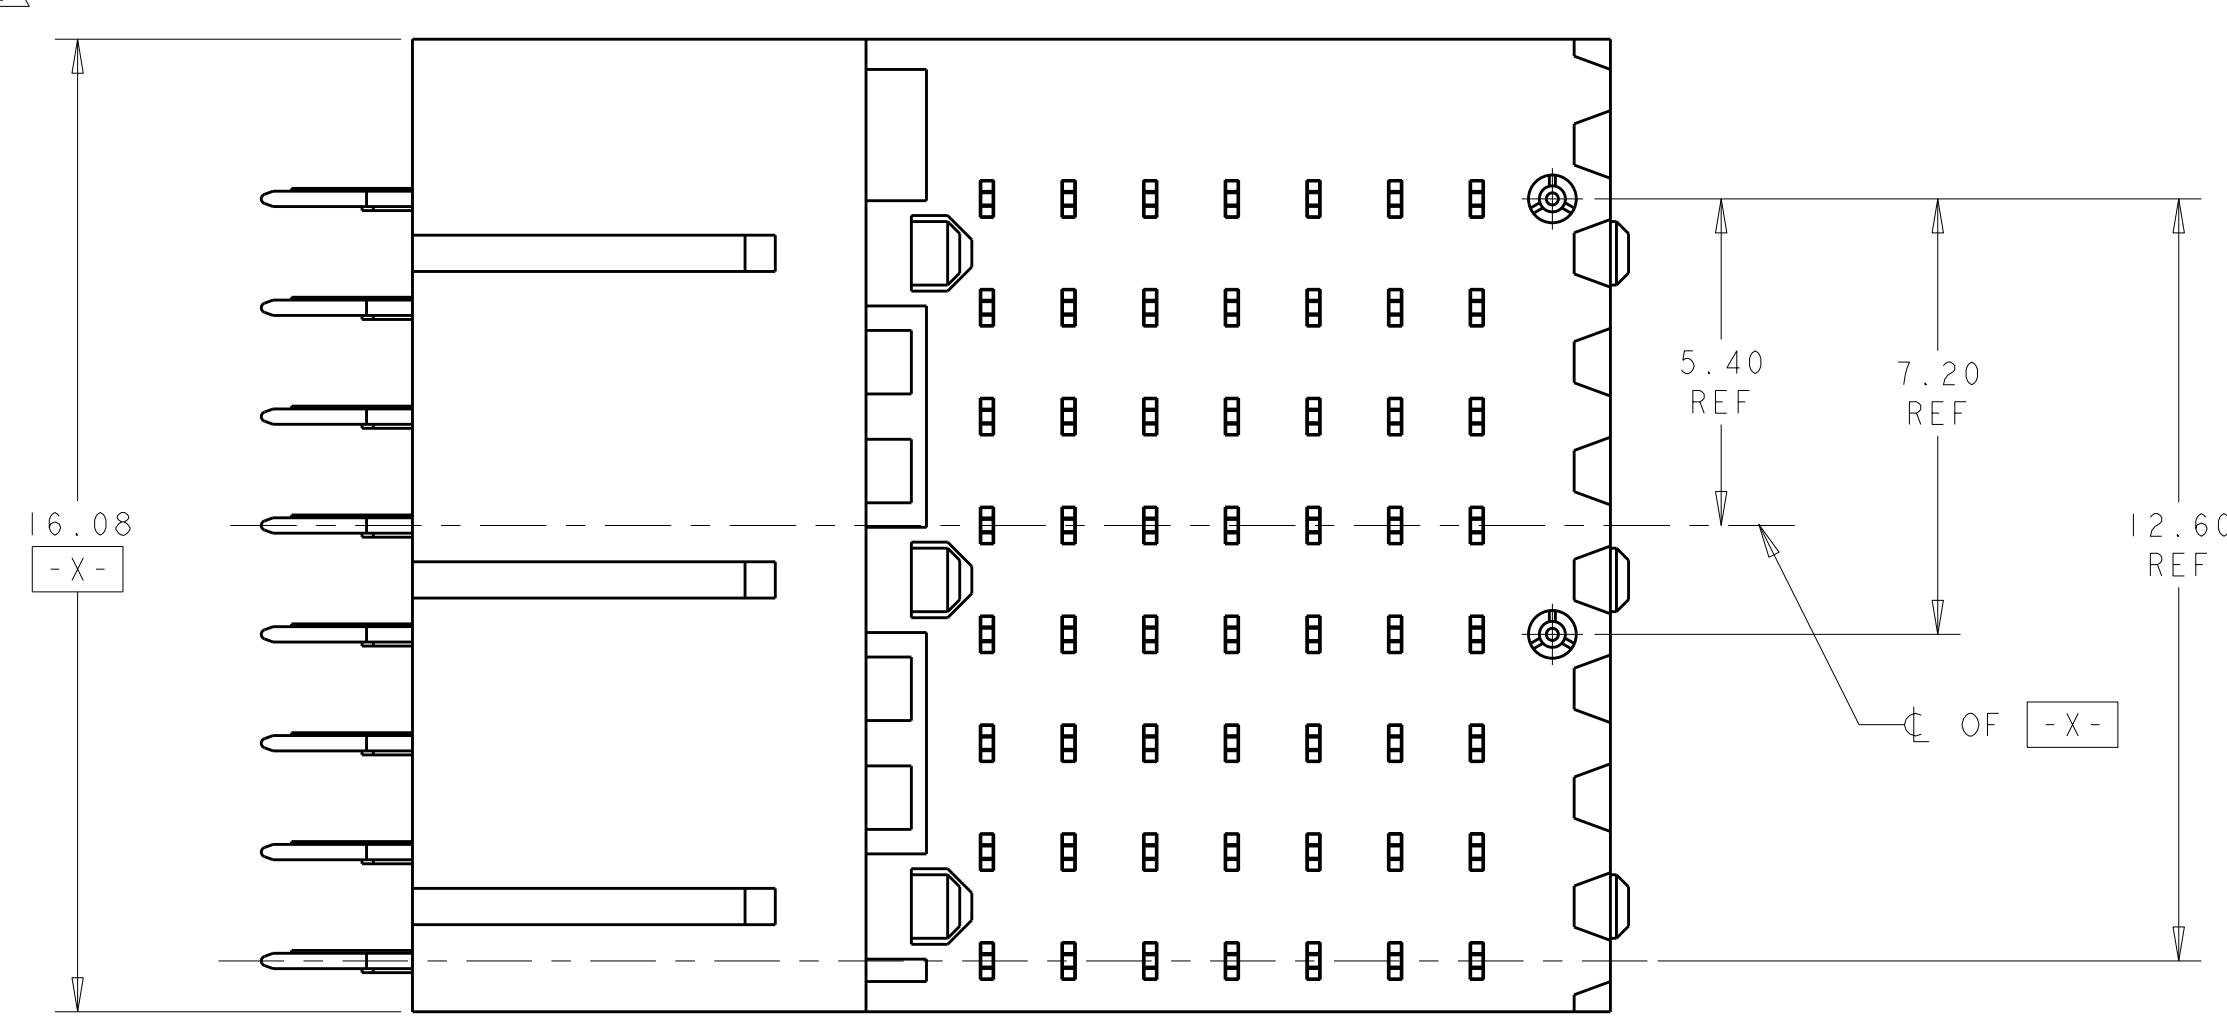 16.08
-X-
5.40
REF
7.20
REF
12.60
REF
℄ OF -X-